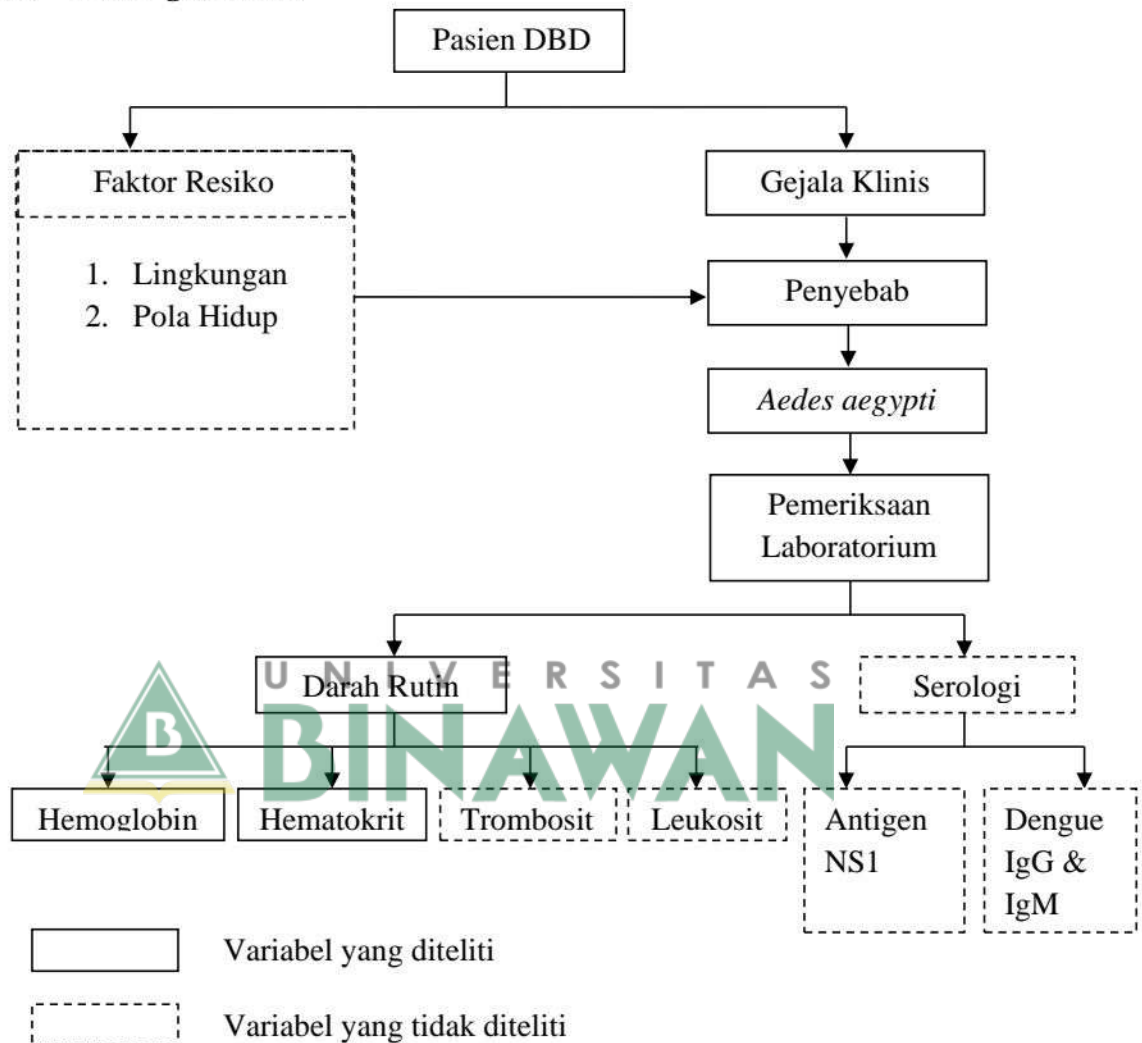 Pasien DBD
Faktor Resiko
1. Lingkungan
2. Pola Hidup
Gejala Klinis
Penyebab
Aedes aegypti
Pemeriksaan
Laboratorium
UNIVERSITAS
B BINAWAN
Darah Rutin
Serologi
Hemoglobin
Hematokrit
Trombosit
Leukosit
Antigen
NS1
Dengue
IgG &
IgM
Variabel yang diteliti
Variabel yang tidak diteliti